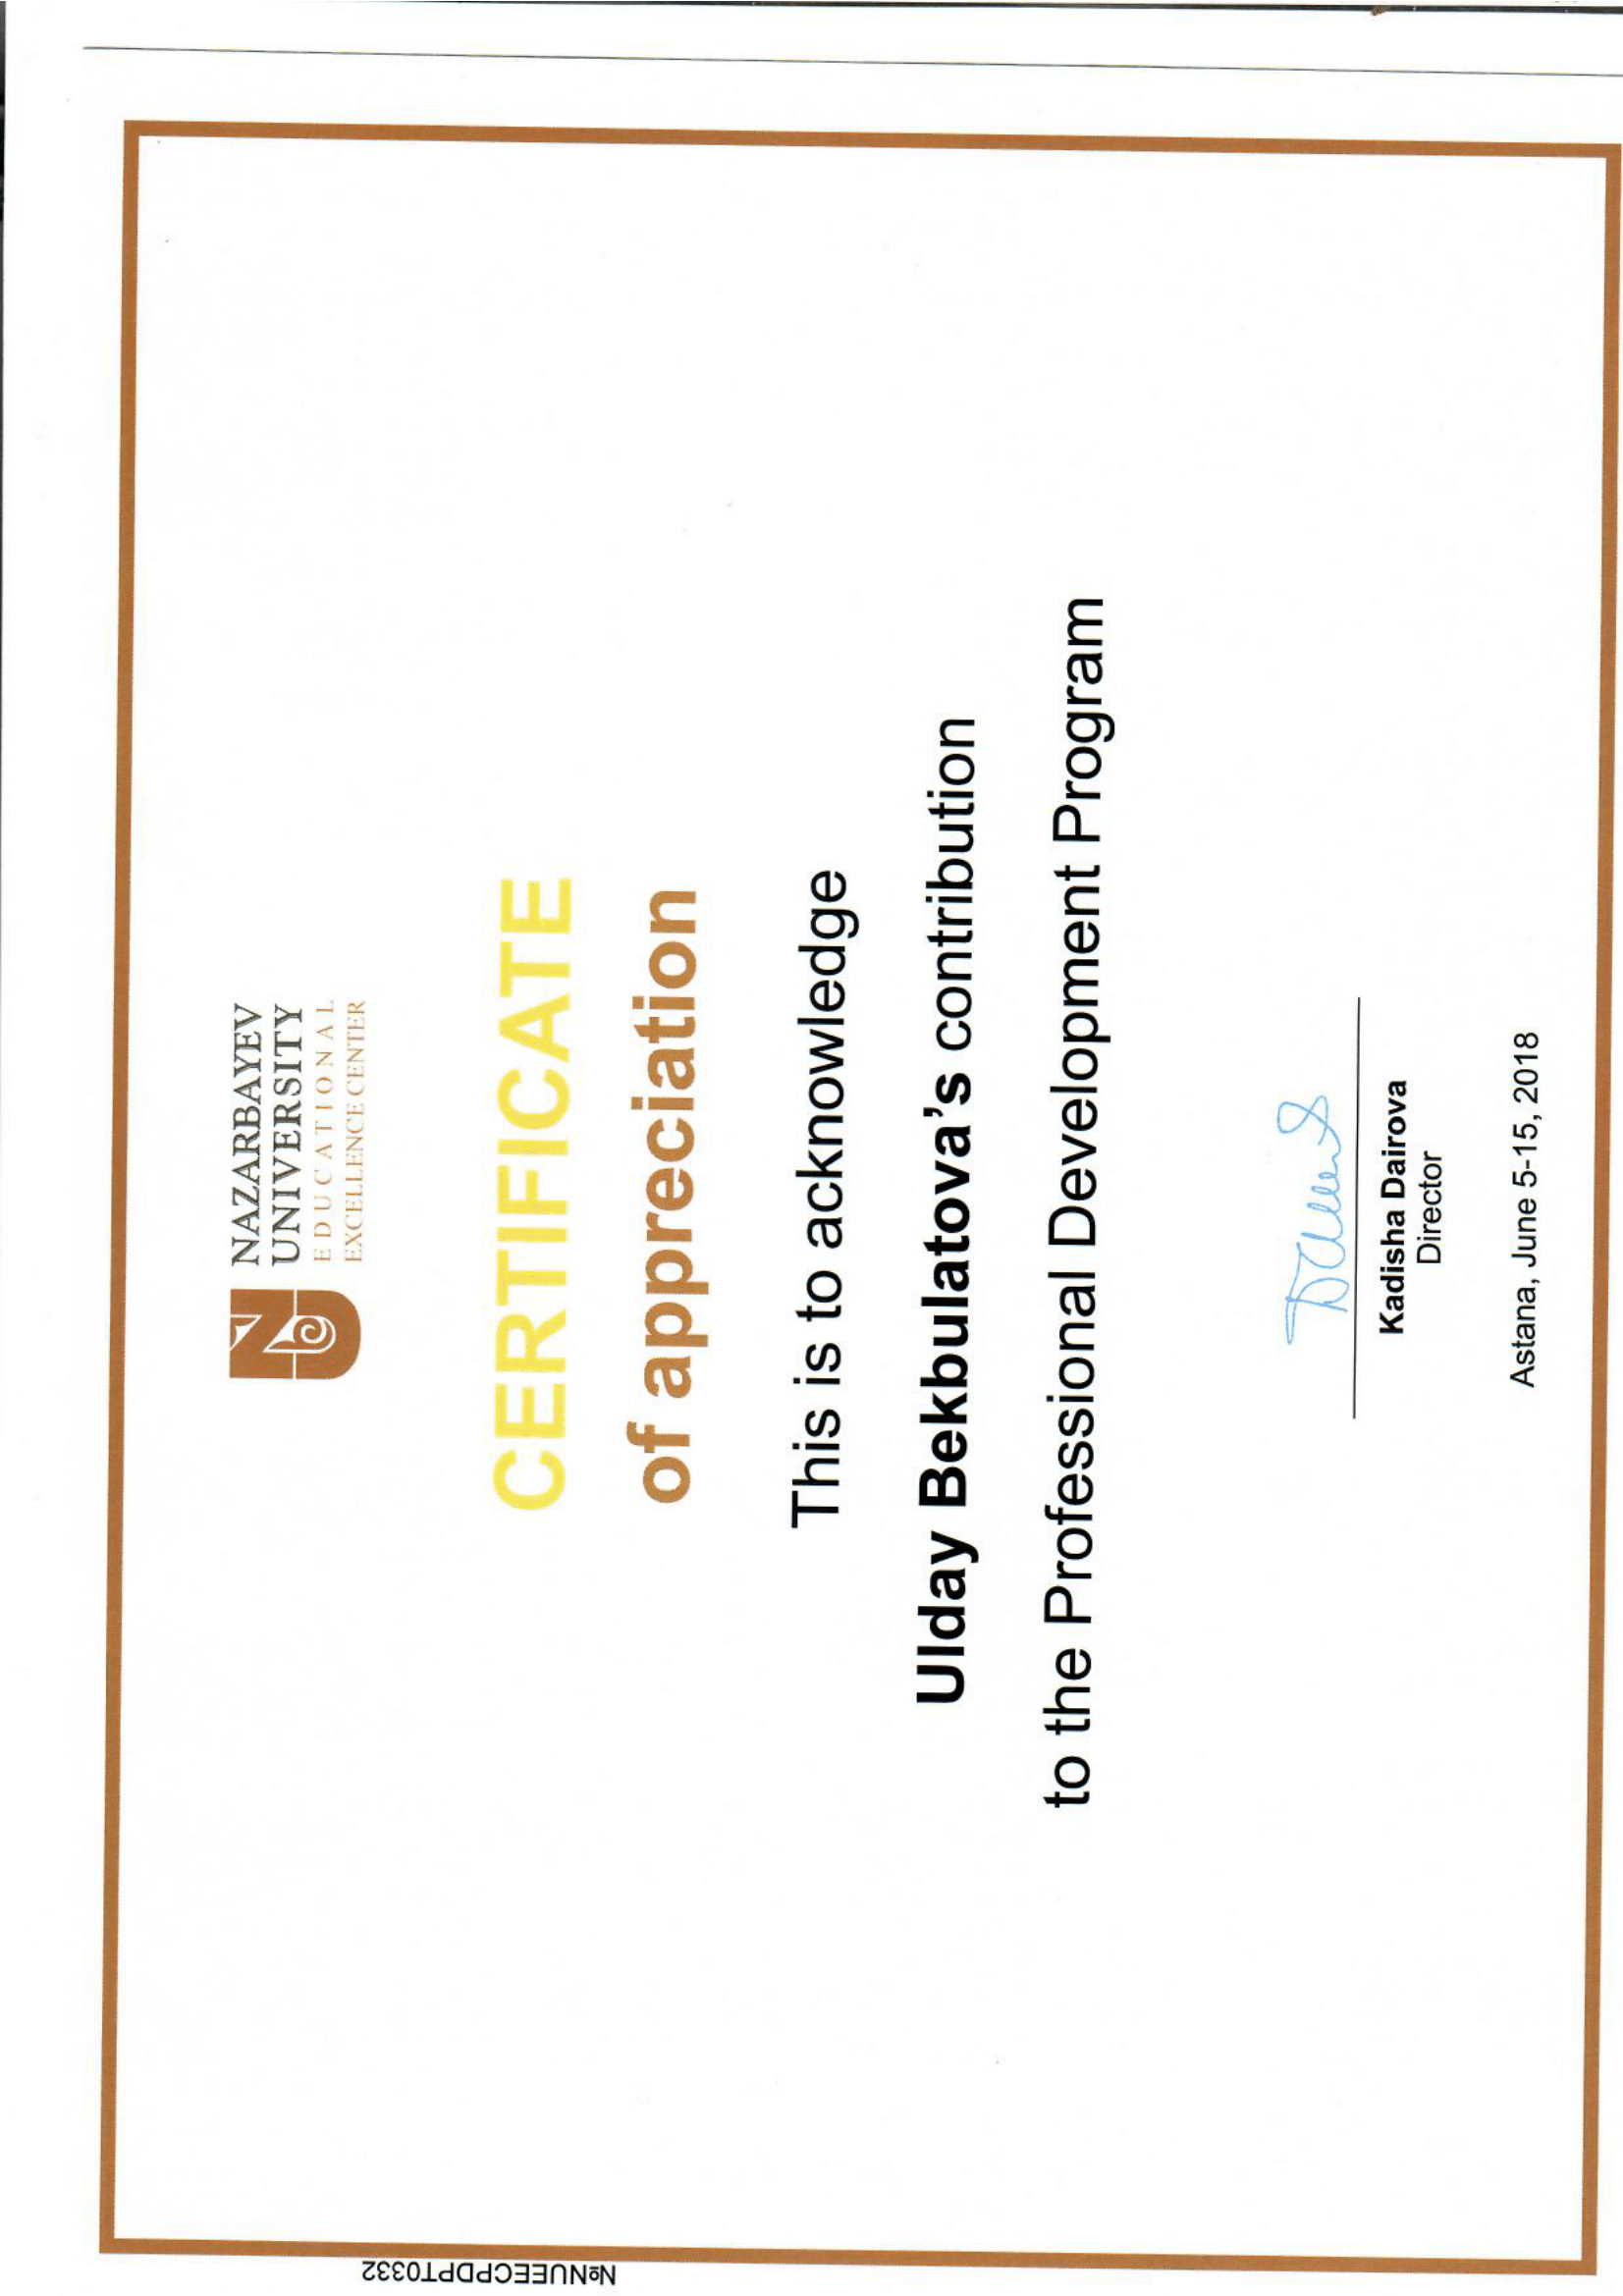 NAZARBAYEV
UNIVERSITY
EDUCATIONAL
EXCELLENCE CENTER
CERTIFICATE
of appreciation
This is to acknowledge
Ulday Bekbulatova's contribution
to the Professional Development Program
Kadisha Dairova
Director
Astana, June 5-15, 2018
№NUEECPDPT0332